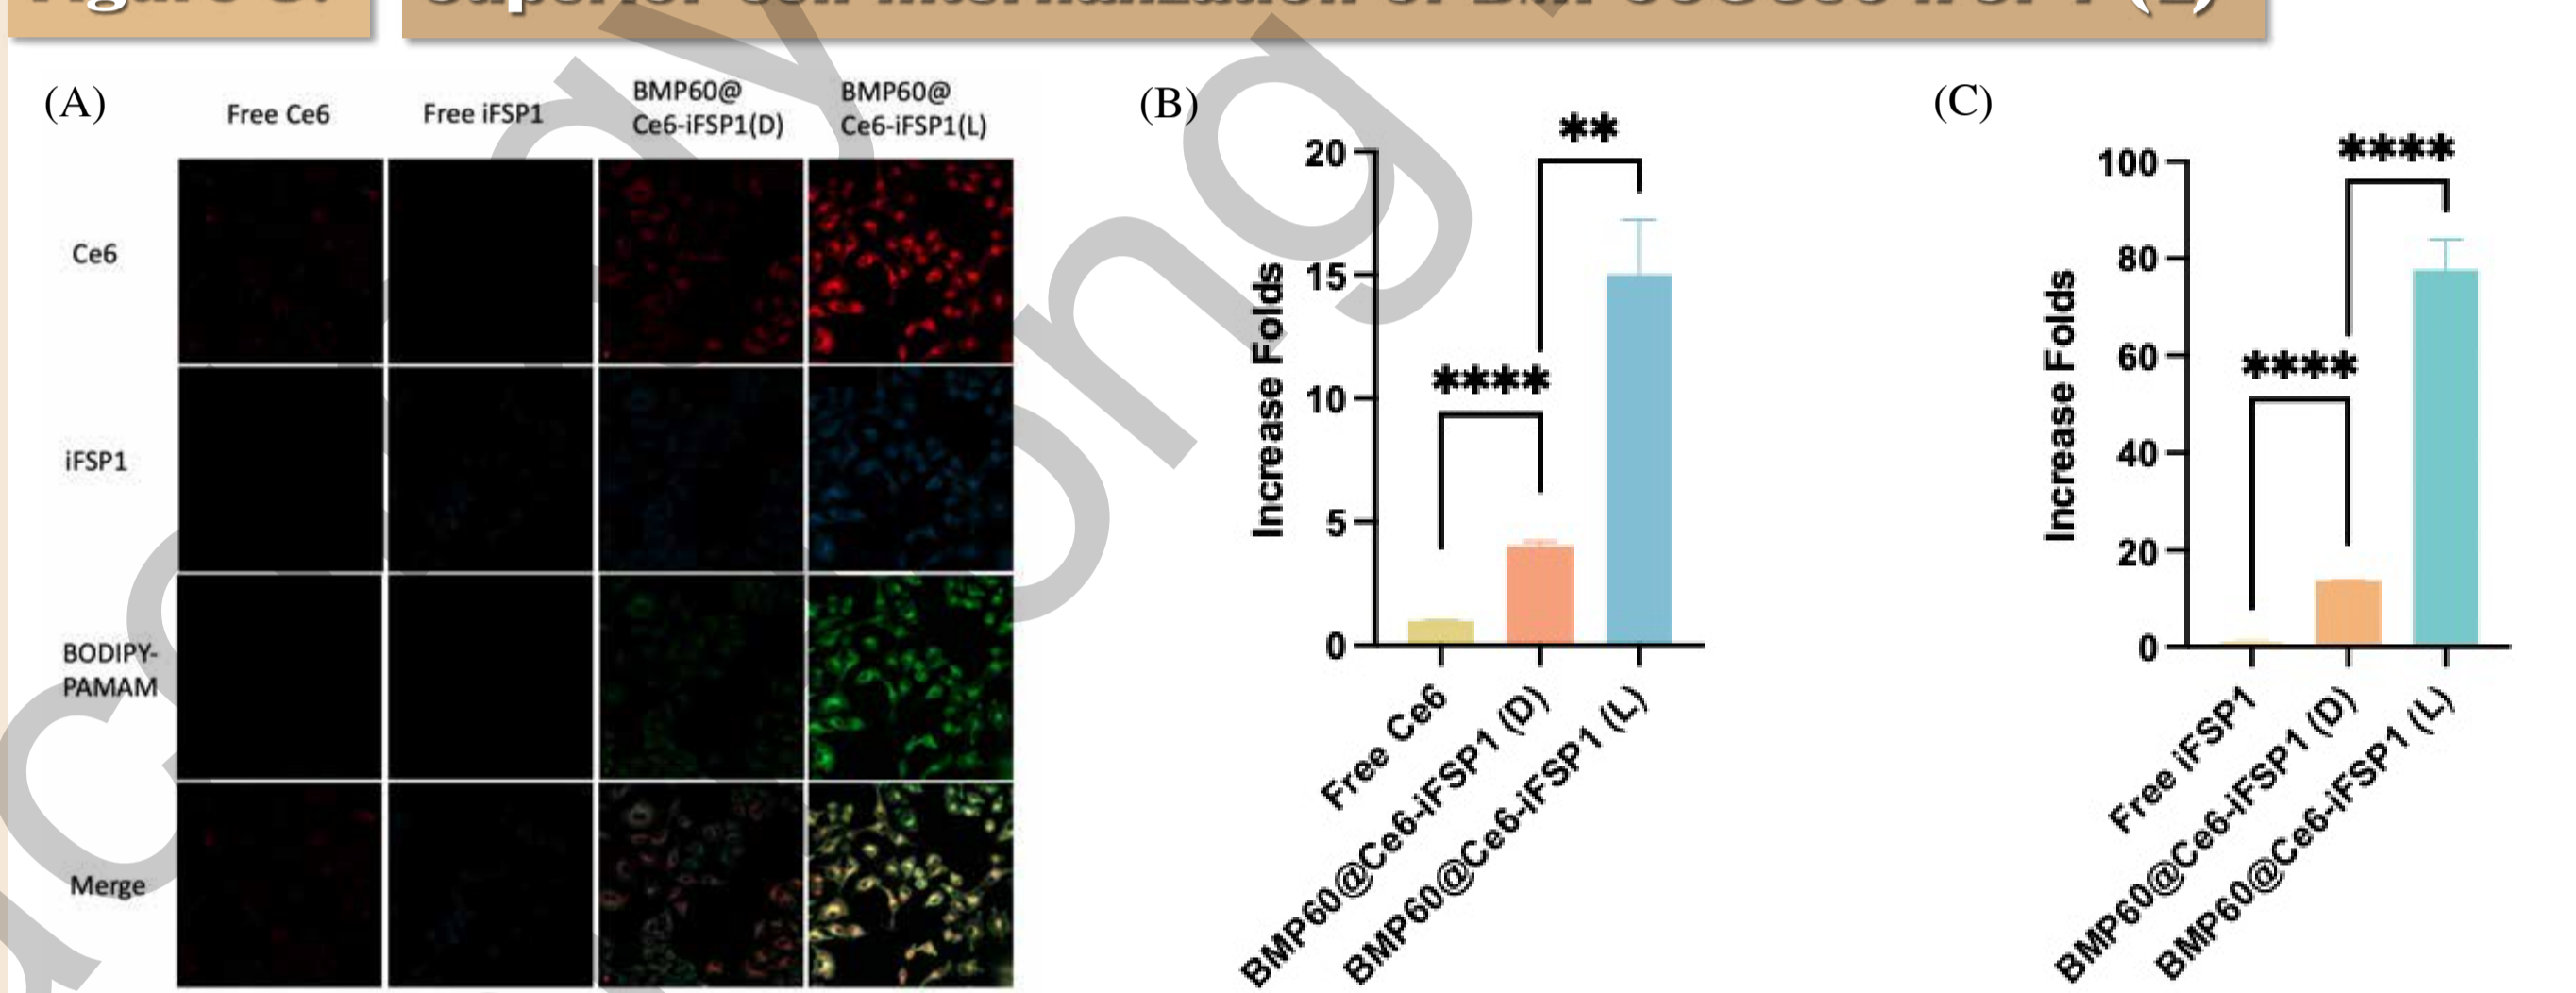 (A)
Free Ce6
Free iFSP1
BMP60@
Ce6-iFSP1(D)
BMP60@
Ce6-iFSP1(L)
Ce6
iFSP1
BODIPY-
PAMAM
Merge
(B)
Increase Folds
20
15
10
5
0
**
****
Free Ce6
BMP60@Ce6-iFSP1 (D)
BMP60@Ce6-iFSP1 (L)
(C)
Increase Folds
100
80
60
40
20
0
****
****
Free iFSP1
BMP60@Ce6-iFSP1 (D)
BMP60@Ce6-iFSP1 (L)